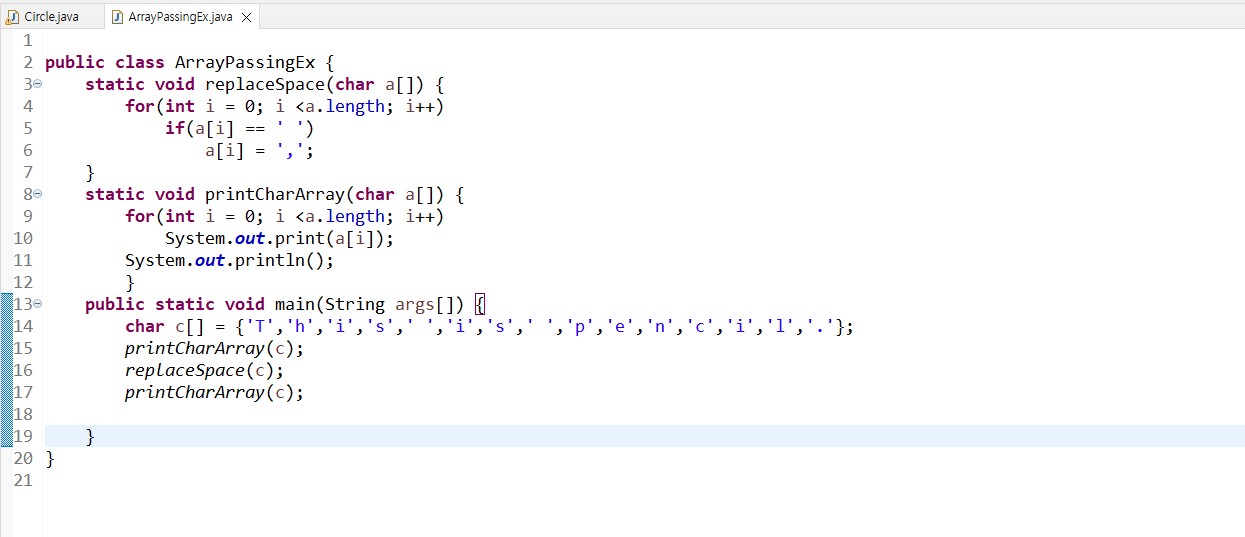 Circle.java ArrayPassingEx.java
1
2 public class ArrayPassingEx {
3 static void replaceSpace(char a[]) {
4 for(int i = 0; i <a.length; i++)
5 if(a[i] == ' ')
6 a[i] = ',';
7 }
8 static void printCharArray(char a[]) {
9 for(int i = 0; i <a.length; i++)
10 System.out.print(a[i]);
11 System.out.println();
12 }
13 public static void main(String args[]) {
14 char c[] = {'T','h','i','s',' ','i','s',' ','p','e','n','c','i','l','.'};
15 printCharArray(c);
16 replaceSpace(c);
17 printCharArray(c);
18
19 }
20 }
21